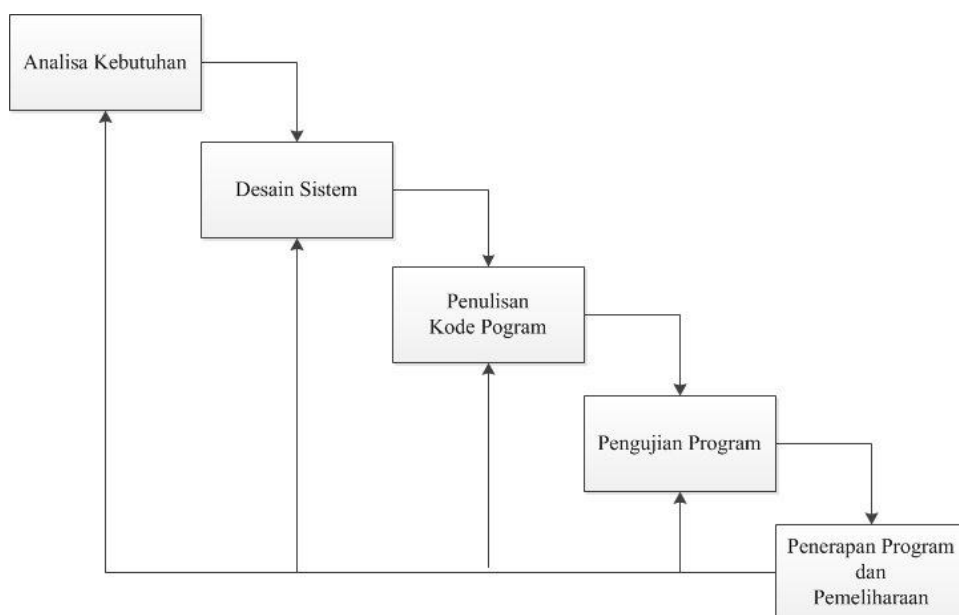 Analisa Kebutuhan
Desain Sistem
Penulisan
Kode Pogram
Pengujian Program
Penerapan Program
dan
Pemeliharaan